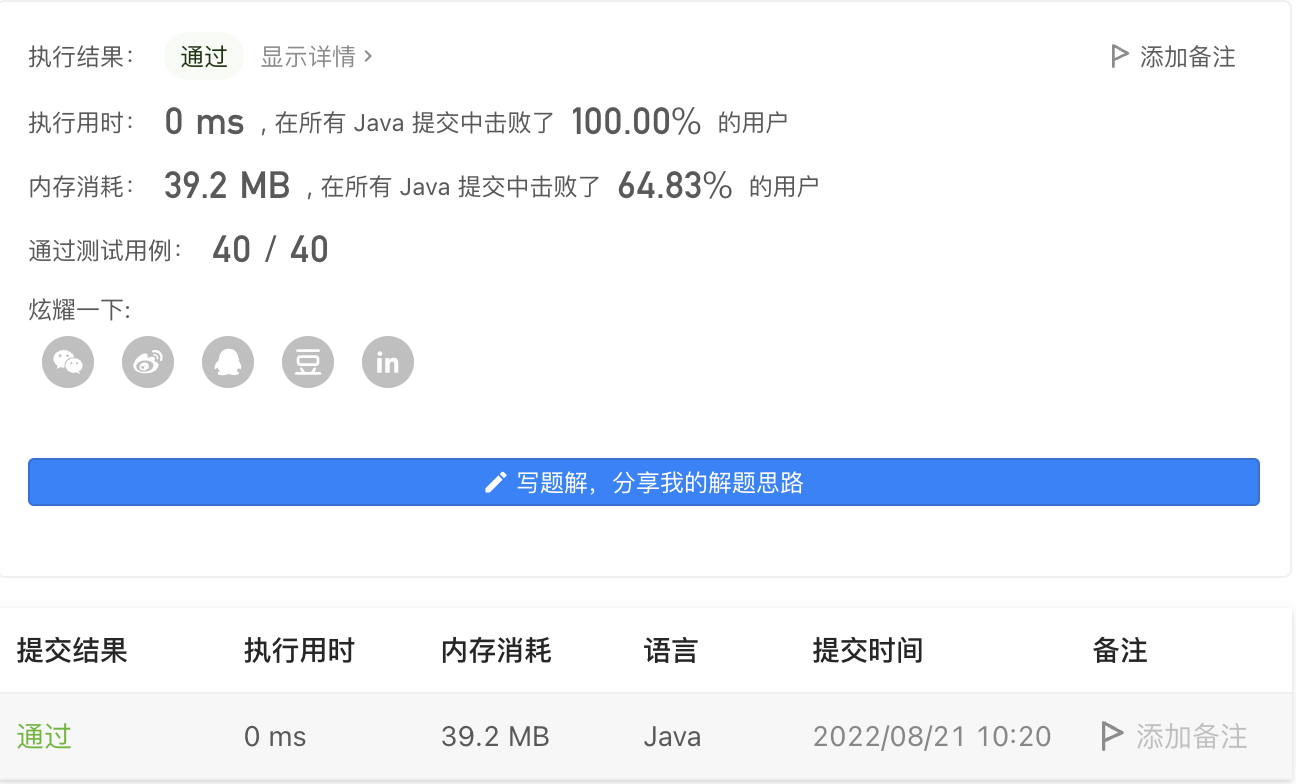 执行结果： 通过 显示详情 › 添加备注
执行用时： 0 ms , 在所有 Java 提交中击败了 100.00% 的用户
内存消耗： 39.2 MB , 在所有 Java 提交中击败了 64.83% 的用户
通过测试用例： 40 / 40
炫耀一下:
豆 in
写题解，分享我的解题思路
提交结果 执行用时 内存消耗 语言 提交时间 备注
通过 0 ms 39.2 MB Java 2022/08/21 10:20 添加备注